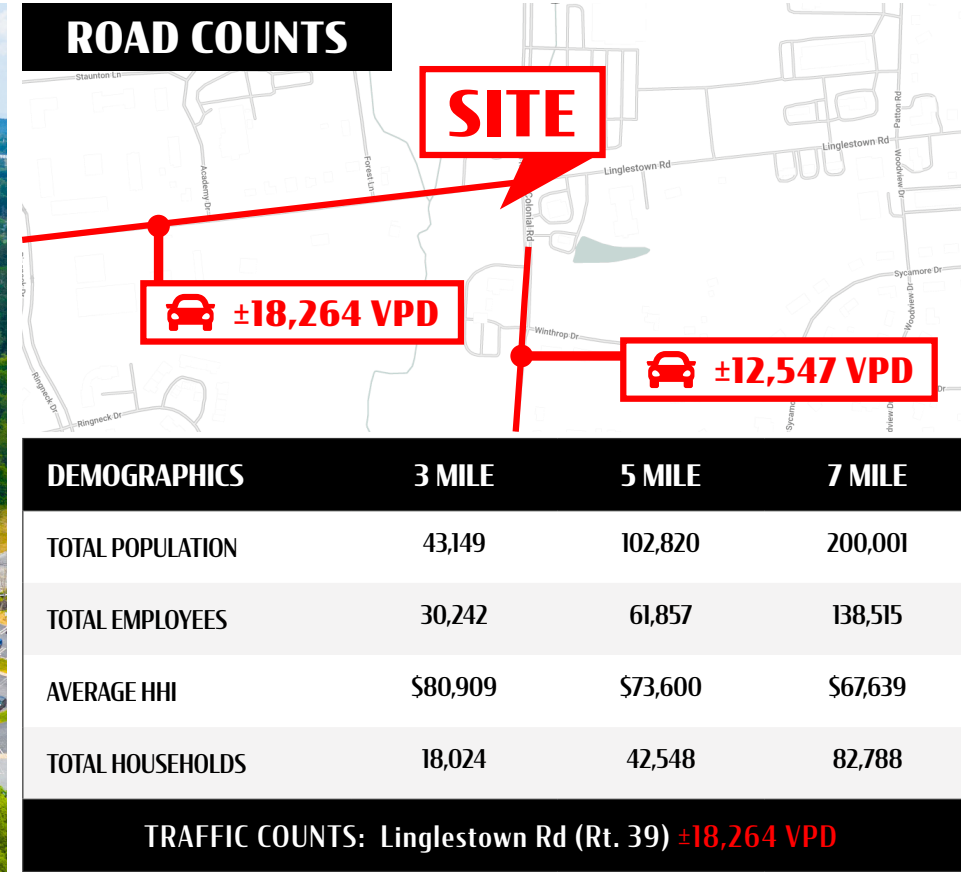 ROAD COUNTS
Staunton Ln
SITE
Patton Rd
Linglestown Rd
Linglestown Rd
Academy Dr
Forest Ln
Woodview Dr
Colonial Rd
Sycamore Dr
±18,264 VPD
Woodview Dr
Winthrop Dr
±12,547 VPD
Ringneck Dr
Ringneck Dr
DEMOGRAPHICS 3 MILE 5 MILE 7 MILE
TOTAL POPULATION 43,149 102,820 200,001
TOTAL EMPLOYEES 30,242 61,857 138,515
AVERAGE HHI $80,909 $73,600 $67,639
TOTAL HOUSEHOLDS 18,024 42,548 82,788
TRAFFIC COUNTS: Linglestown Rd (Rt. 39) ±18,264 VPD